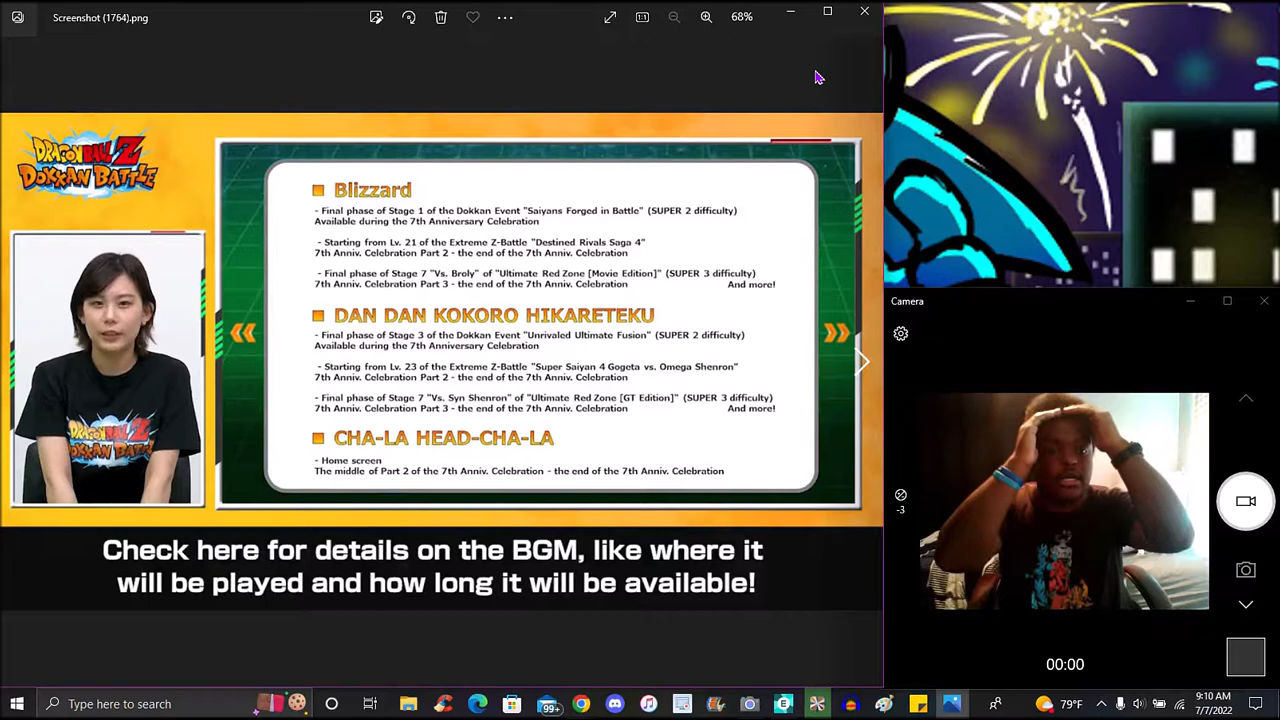 Screenshot (1764).png
68%
DRAGONBALL Z
DOKKAN BATTLE
Blizzard
- Final phase of Stage 1 of the Dokkan Event "Saiyans Forged in Battle" (SUPER 2 difficulty)
Available during the 7th Anniversary Celebration
- Starting from Lv. 21 of the Extreme Z-Battle "Destined Rivals Saga 4"
7th Anniv. Celebration Part 2 - the end of the 7th Anniv. Celebration
- Final phase of Stage 7 "Vs. Broly" of "Ultimate Red Zone [Movie Edition]" (SUPER 3 difficulty)
7th Anniv. Celebration Part 3 - the end of the 7th Anniv. Celebration And more!
DAN DAN KOKORO HIKARETEKU
- Final phase of Stage 3 of the Dokkan Event "Unrivaled Ultimate Fusion" (SUPER 2 difficulty)
Available during the 7th Anniversary Celebration
- Starting from Lv. 23 of the Extreme Z-Battle "Super Saiyan 4 Gogeta vs. Omega Shenron"
7th Anniv. Celebration Part 2 - the end of the 7th Anniv. Celebration
- Final phase of Stage 7 "Vs. Syn Shenron" of "Ultimate Red Zone [GT Edition]" (SUPER 3 difficulty)
7th Anniv. Celebration Part 3 - the end of the 7th Anniv. Celebration And more!
CHA-LA HEAD-CHA-LA
- Home screen
The middle of Part 2 of the 7th Anniv. Celebration - the end of the 7th Anniv. Celebration
DRAGONBALL Z
DOKKAN BATTLE
Check here for details on the BGM, like where it
will be played and how long it will be available!
Camera
-3
00:00
Type here to search
99+
79°F
9:10 AM
7/7/2022